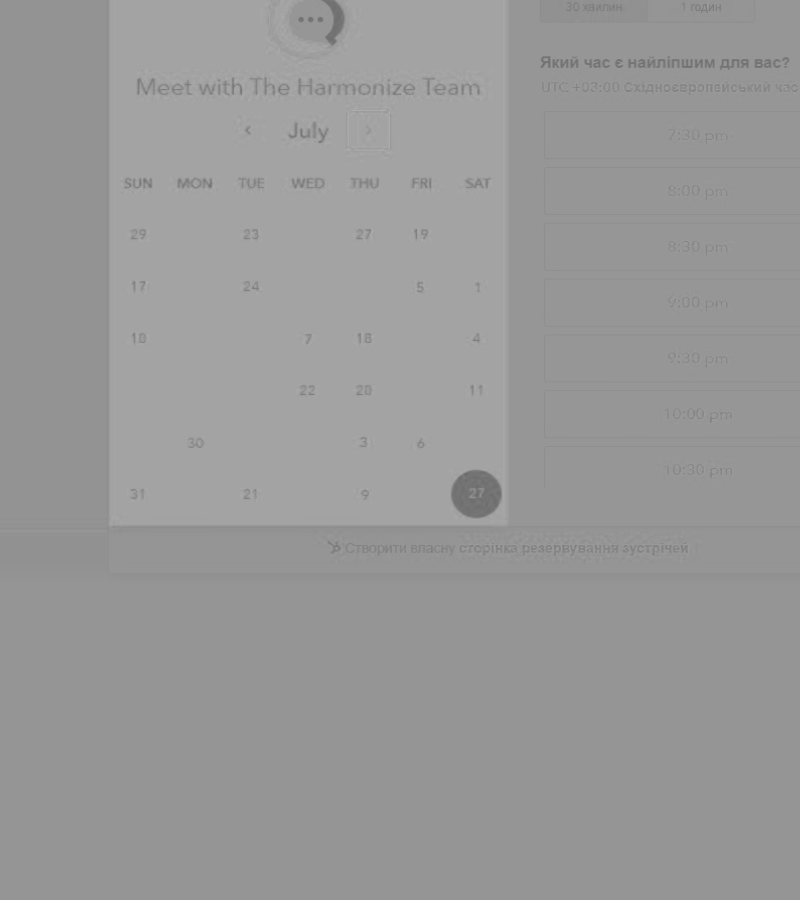 30 хвилин 1 годин
Який час є найліпшим для вас?
UTC +03:00 Східноєвропейський час
Meet with The Harmonize Team
‹ July ›
SUN MON TUE WED THU FRI SAT
29 23 27 19
17 24 5 1
10 7 18 4
22 20 11
30 3 6
31 21 9 27
7:30 pm
8:00 pm
8:30 pm
9:00 pm
9:30 pm
10:00 pm
10:30 pm
Створити власну сторінка резервування зустрічей